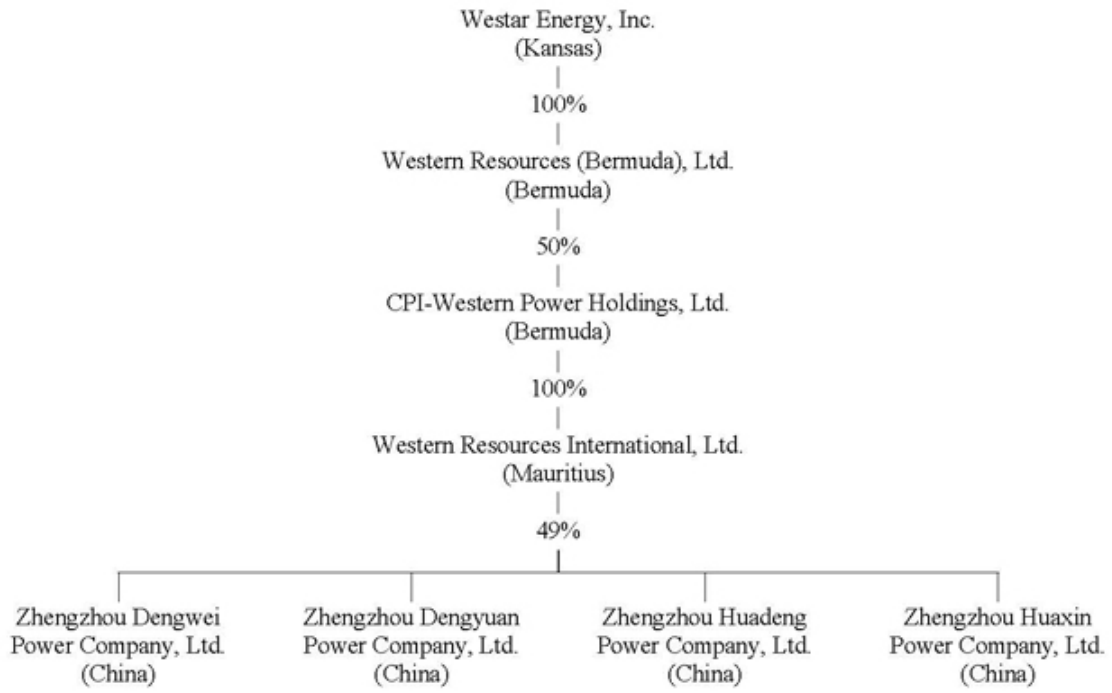 Westar Energy, Inc.
(Kansas)
100%
Western Resources (Bermuda), Ltd.
(Bermuda)
50%
CPI-Western Power Holdings, Ltd.
(Bermuda)
100%
Western Resources International, Ltd.
(Mauritius)
49%
Zhengzhou Dengwei
Power Company, Ltd.
(China)
Zhengzhou Dengyuan
Power Company, Ltd.
(China)
Zhengzhou Huadeng
Power Company, Ltd.
(China)
Zhengzhou Huaxin
Power Company, Ltd.
(China)